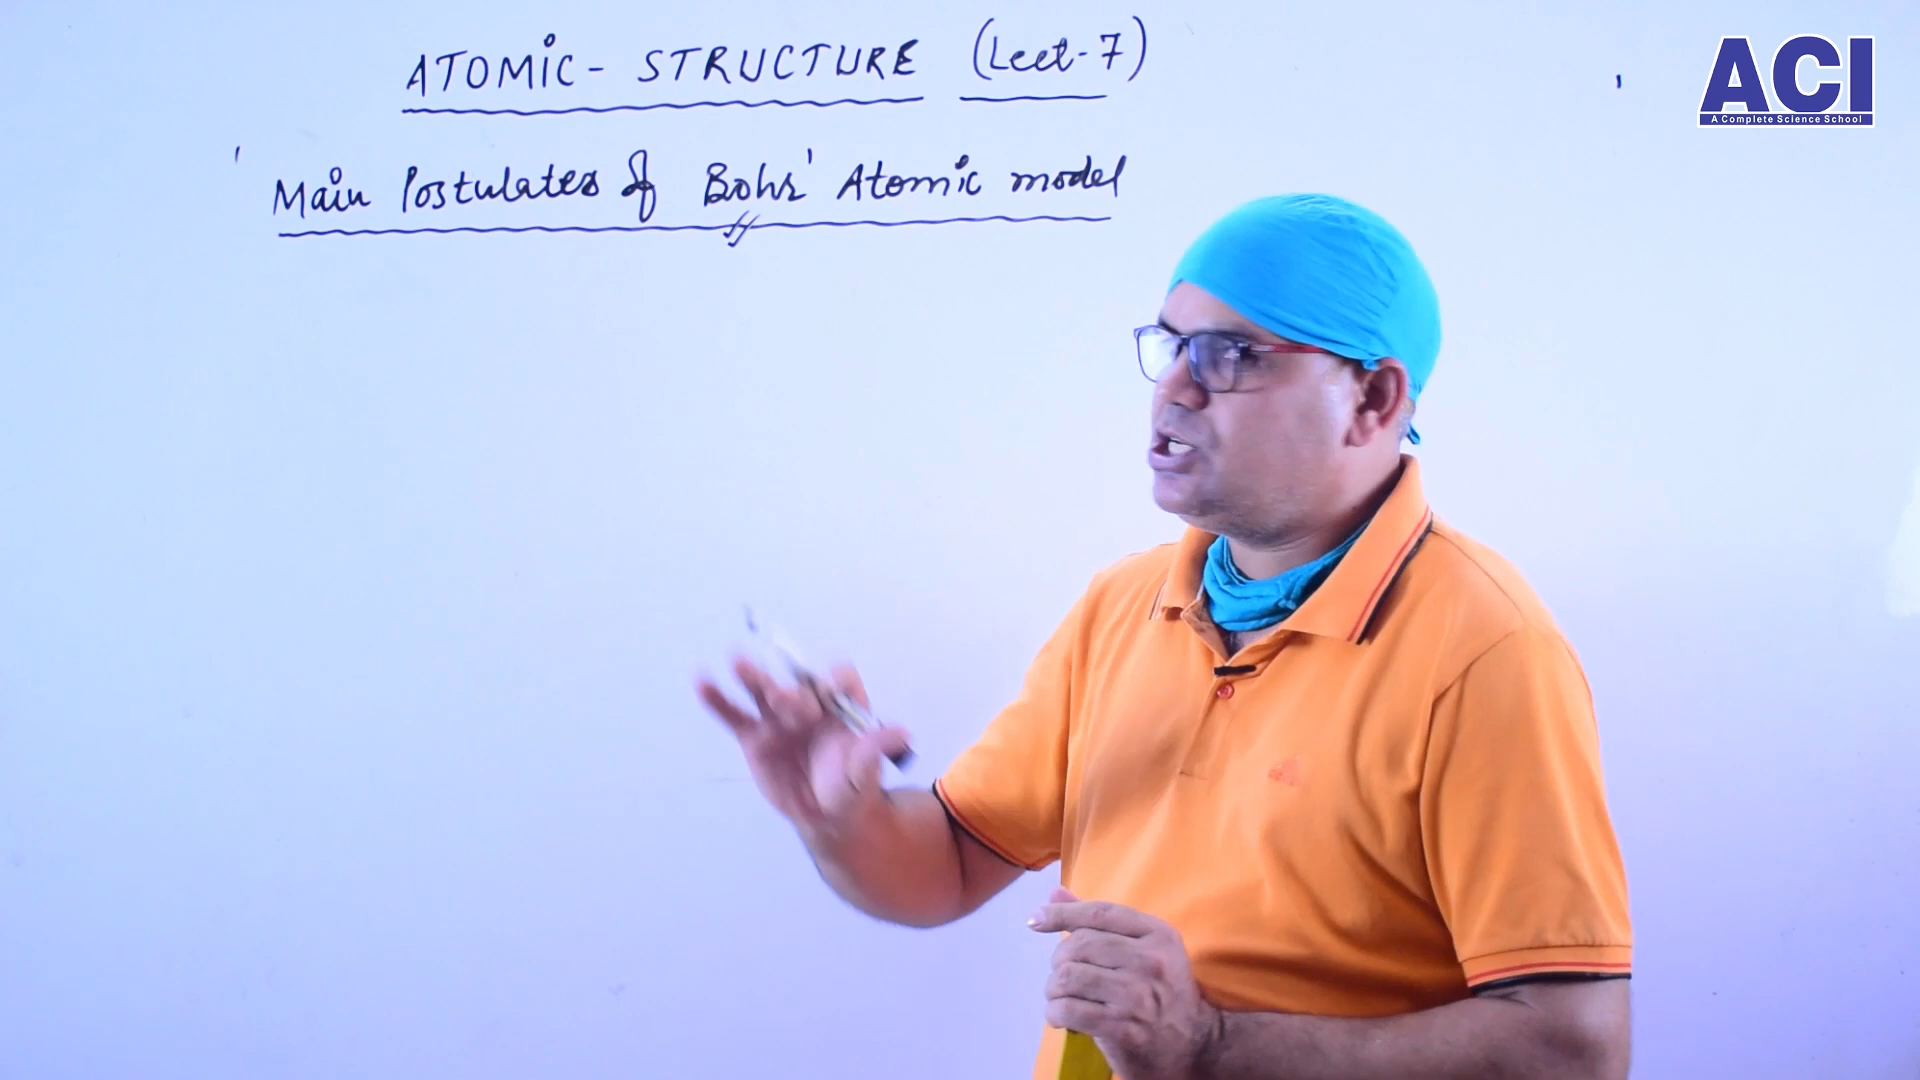 ATOMIC - STRUCTURE (Lect-7)
Main Postulates of Bohr' Atomic model
ACI
A Complete Science School